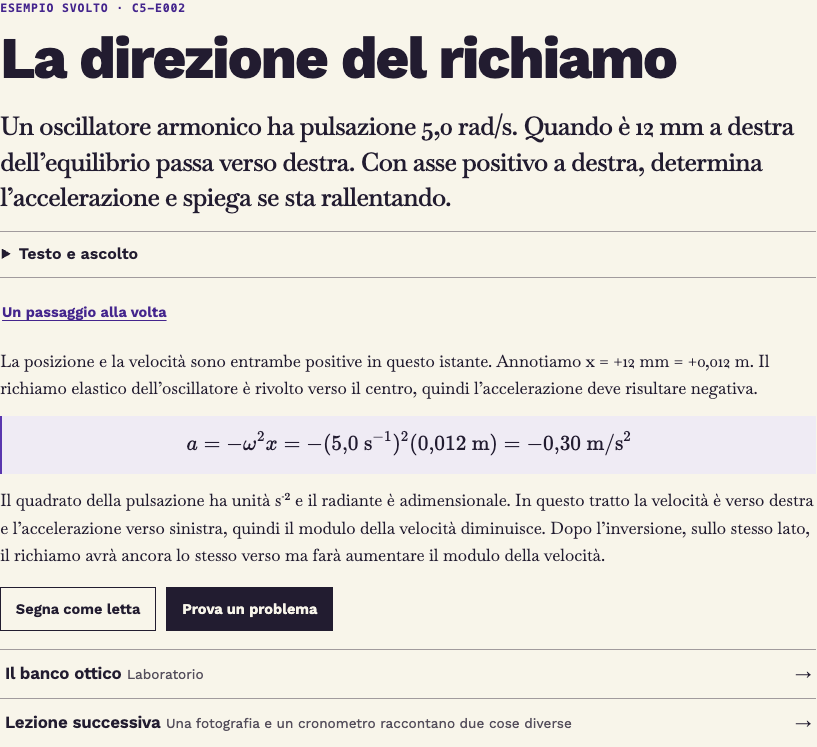 ESEMPIO SVOLTO · C5–E002
La direzione del richiamo
Un oscillatore armonico ha pulsazione 5,0 rad/s. Quando è 12 mm a destra
dell’equilibrio passa verso destra. Con asse positivo a destra, determina
l’accelerazione e spiega se sta rallentando.
▶ Testo e ascolto
Un passaggio alla volta
La posizione e la velocità sono entrambe positive in questo istante. Annotiamo x = +12 mm = +0,012 m. Il
richiamo elastico dell’oscillatore è rivolto verso il centro, quindi l’accelerazione deve risultare negativa.
a = −ω²x = −(5,0 s⁻¹)²(0,012 m) = −0,30 m/s²
Il quadrato della pulsazione ha unità s⁻² e il radiante è adimensionale. In questo tratto la velocità è verso destra
e l’accelerazione verso sinistra, quindi il modulo della velocità diminuisce. Dopo l’inversione, sullo stesso lato,
il richiamo avrà ancora lo stesso verso ma farà aumentare il modulo della velocità.
Segna come letta Prova un problema
Il banco ottico Laboratorio →
Lezione successiva Una fotografia e un cronometro raccontano due cose diverse →